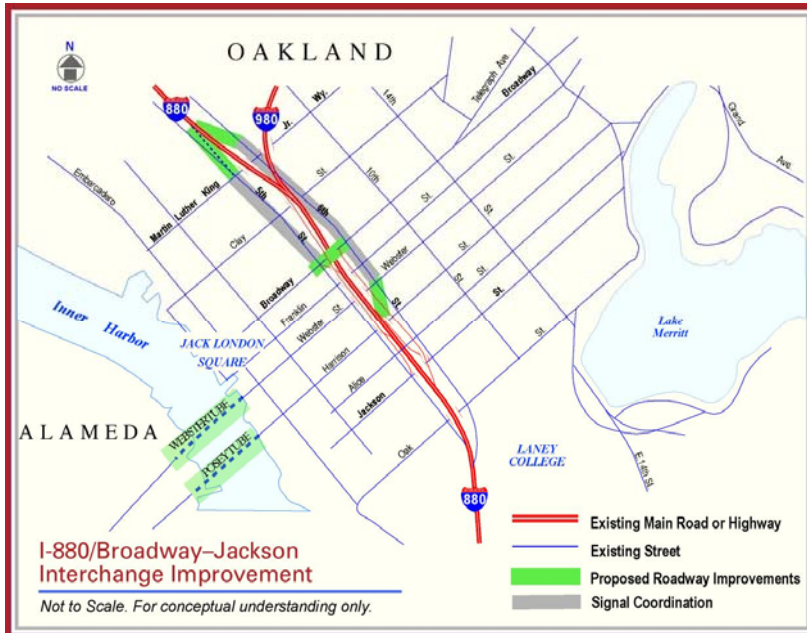 N
NO SCALE
OAKLAND
880
980
Jr. Wy.
14th
Telegraph Ave
Broadway
Grand
Ave.
Embarcadero
Martin Luther King
5th
St.
10th
6th
St.
St.
St.
Clay
St.
Webster
St.
St.
St.
Broadway
Franklin
Webster St.
Harrison
Alice
Jackson
St.
St.
Oak
Inner Harbor
JACK LONDON
SQUARE
Lake
Merritt
ALAMEDA
WEBSTER TUBE
POSEY TUBE
LANEY
COLLEGE
E 14th St.
880
I-880/Broadway–Jackson
Interchange Improvement
Not to Scale. For conceptual understanding only.
Existing Main Road or Highway
Existing Street
Proposed Roadway Improvements
Signal Coordination